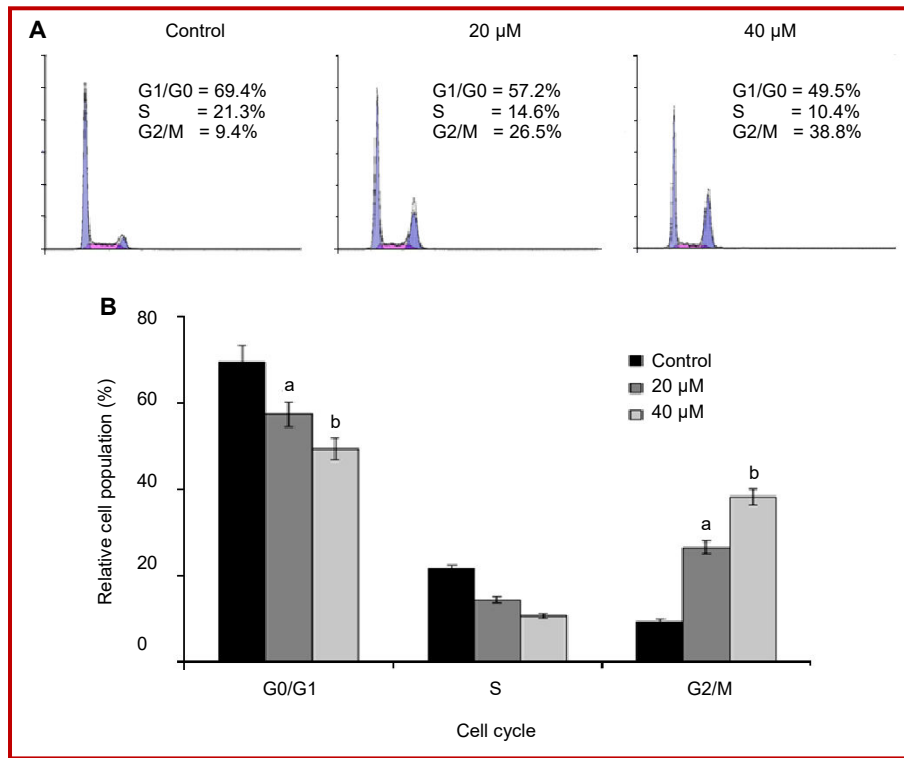 A
Control
20 µM
40 µM
G1/G0 = 69.4%
S = 21.3%
G2/M = 9.4%
G1/G0 = 57.2%
S = 14.6%
G2/M = 26.5%
G1/G0 = 49.5%
S = 10.4%
G2/M = 38.8%
B
Relative cell population (%)
80
60
40
20
0
a
b
a
b
Control
20 µM
40 µM
G0/G1
S
G2/M
Cell cycle